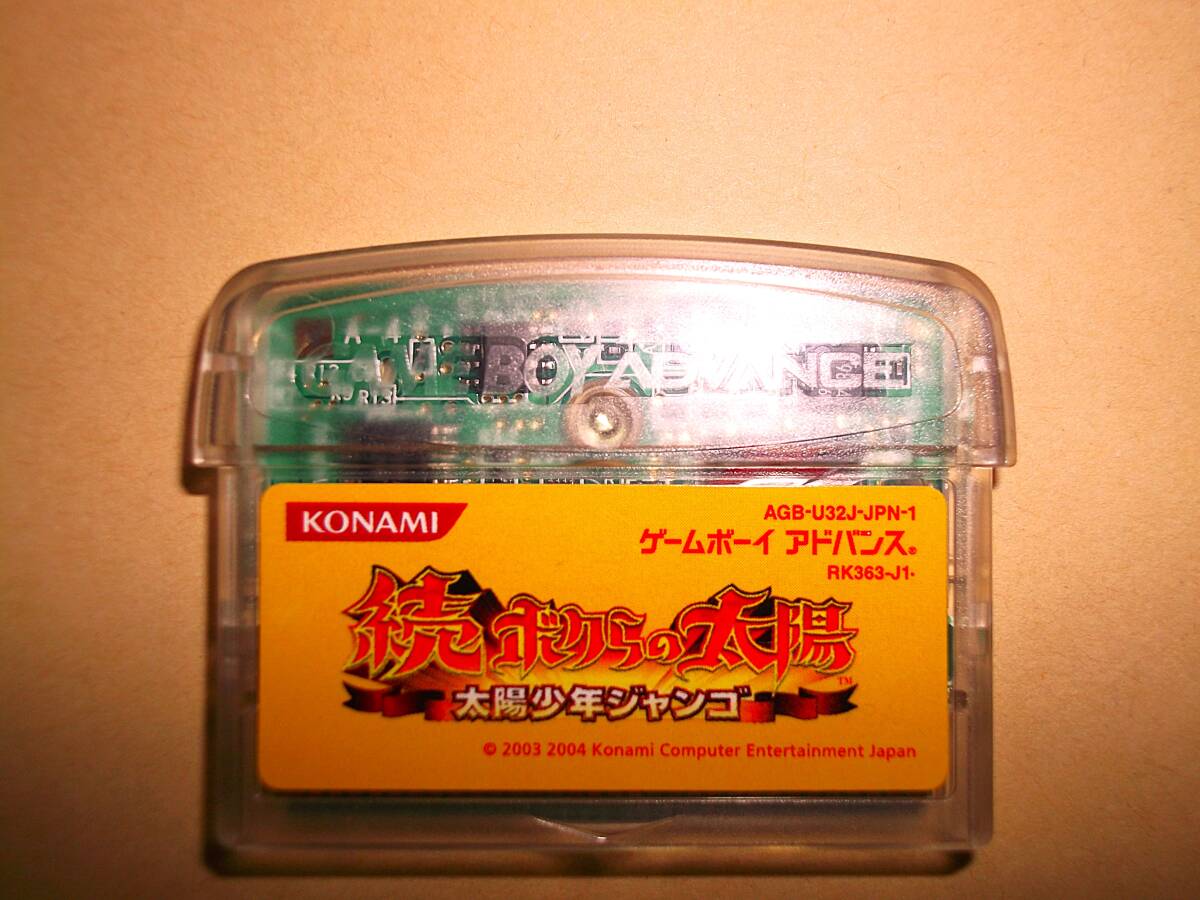 GAME BOY ADVANCE
KONAMI
AGB-U32J-JPN-1
ゲームボーイ アドバンス®
RK363-J1
続 ボクらの太陽 ™
太陽少年ジャンゴ
© 2003 2004 Konami Computer Entertainment Japan